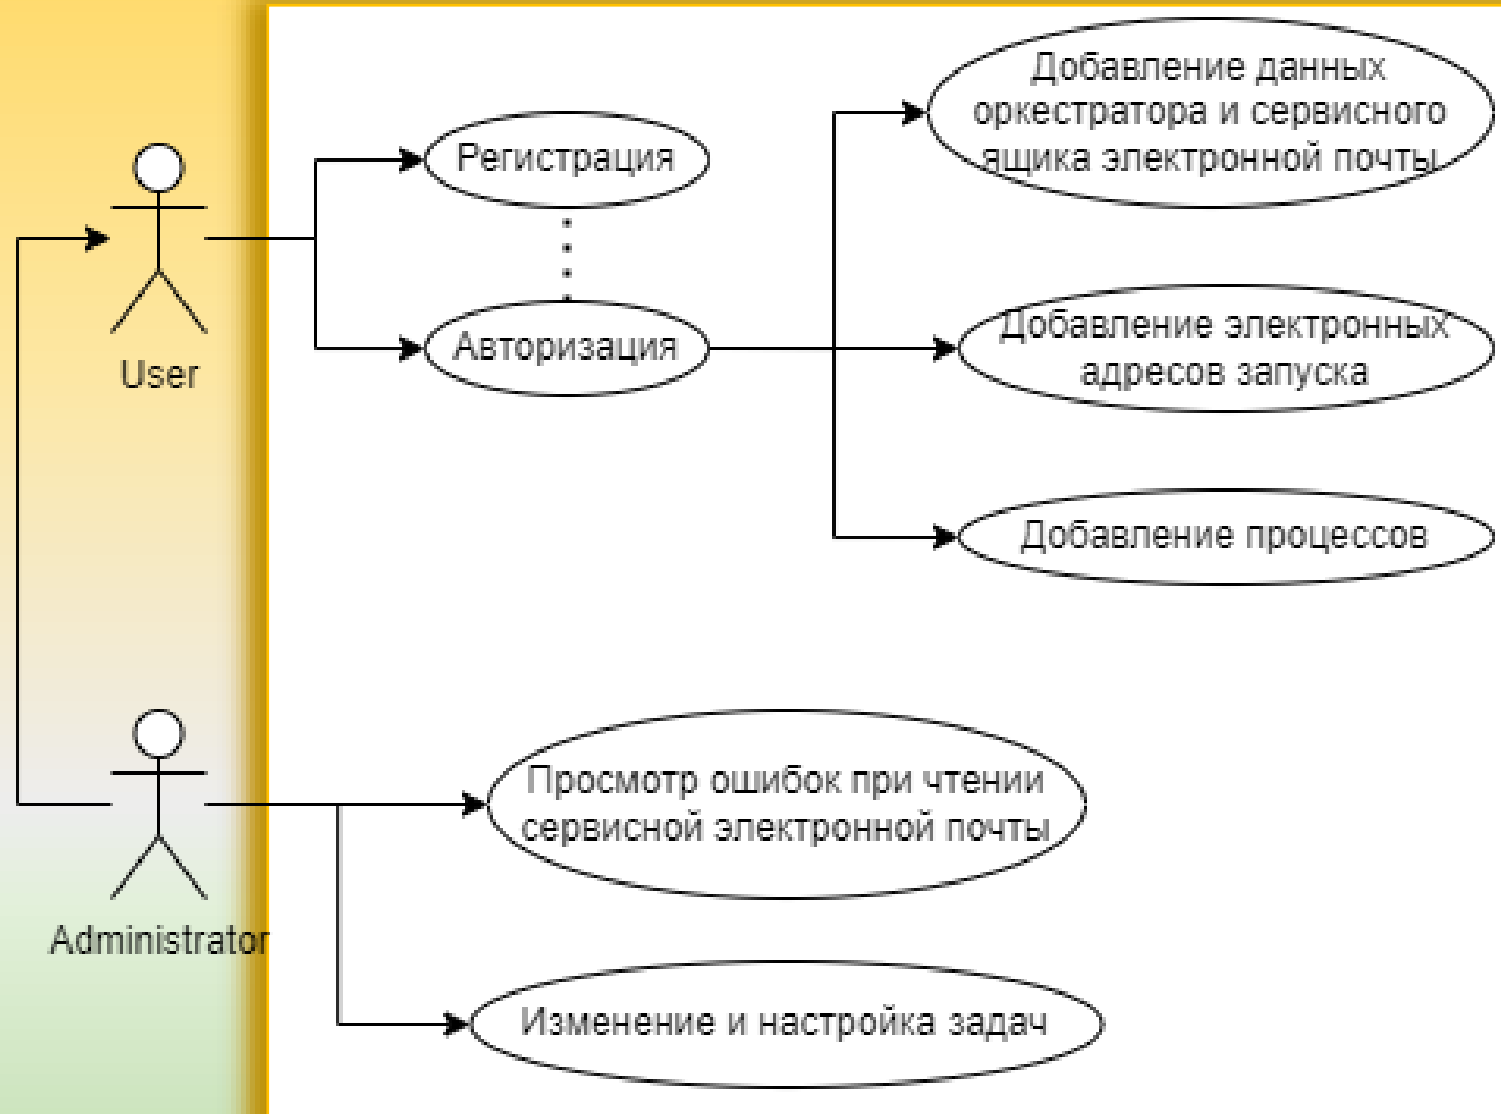 Добавление данных
оркестратора и сервисного
ящика электронной почты
Регистрация
Авторизация
Добавление электронных
адресов запуска
User
Добавление процессов
Просмотр ошибок при чтении
сервисной электронной почты
Administrator
Изменение и настройка задач